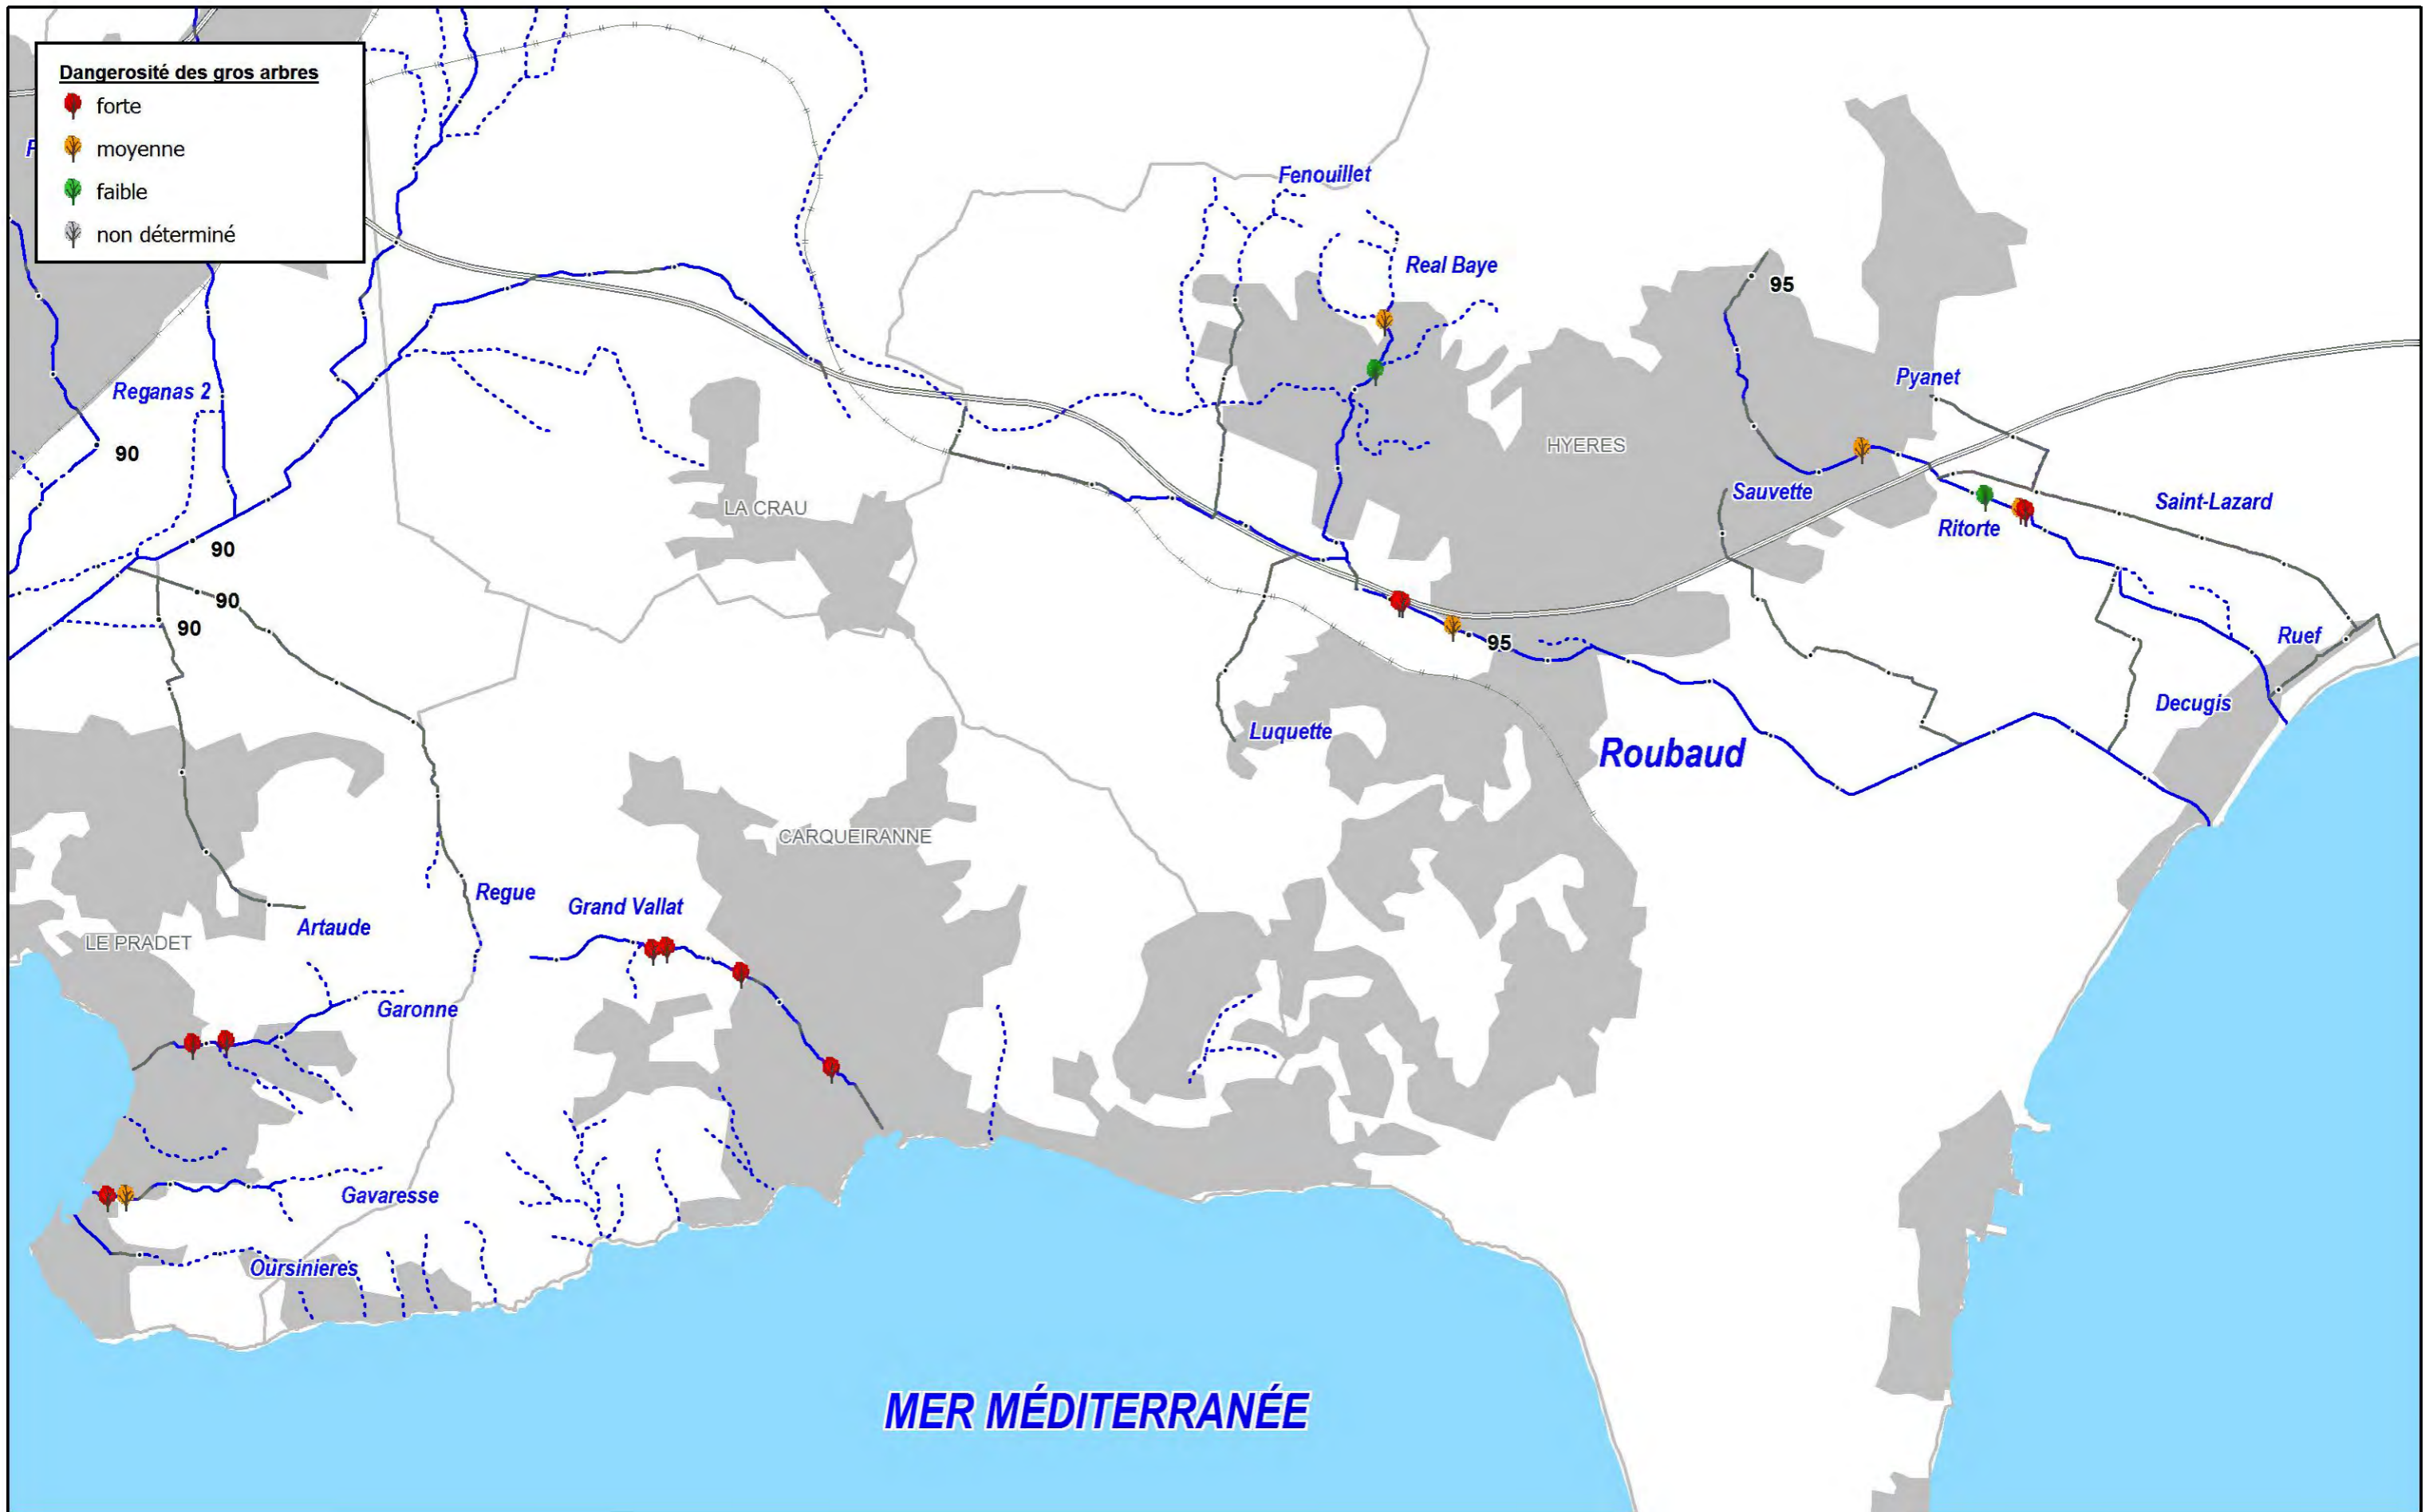 Dangerosité des gros arbres
forte
moyenne
faible
non déterminé
Fenouillet
Real Baye
95
Pyanet
Reganas 2
90
HYERES
Sauvette
Saint-Lazard
LA CRAU
Ritorte
90
90
90
95
Ruef
Decugis
Luquette
Roubaud
CARQUEIRANNE
Regue
Grand Vallat
Artaude
LE PRADET
Garonne
Gavaresse
Oursinieres
MER MÉDITERRANÉE